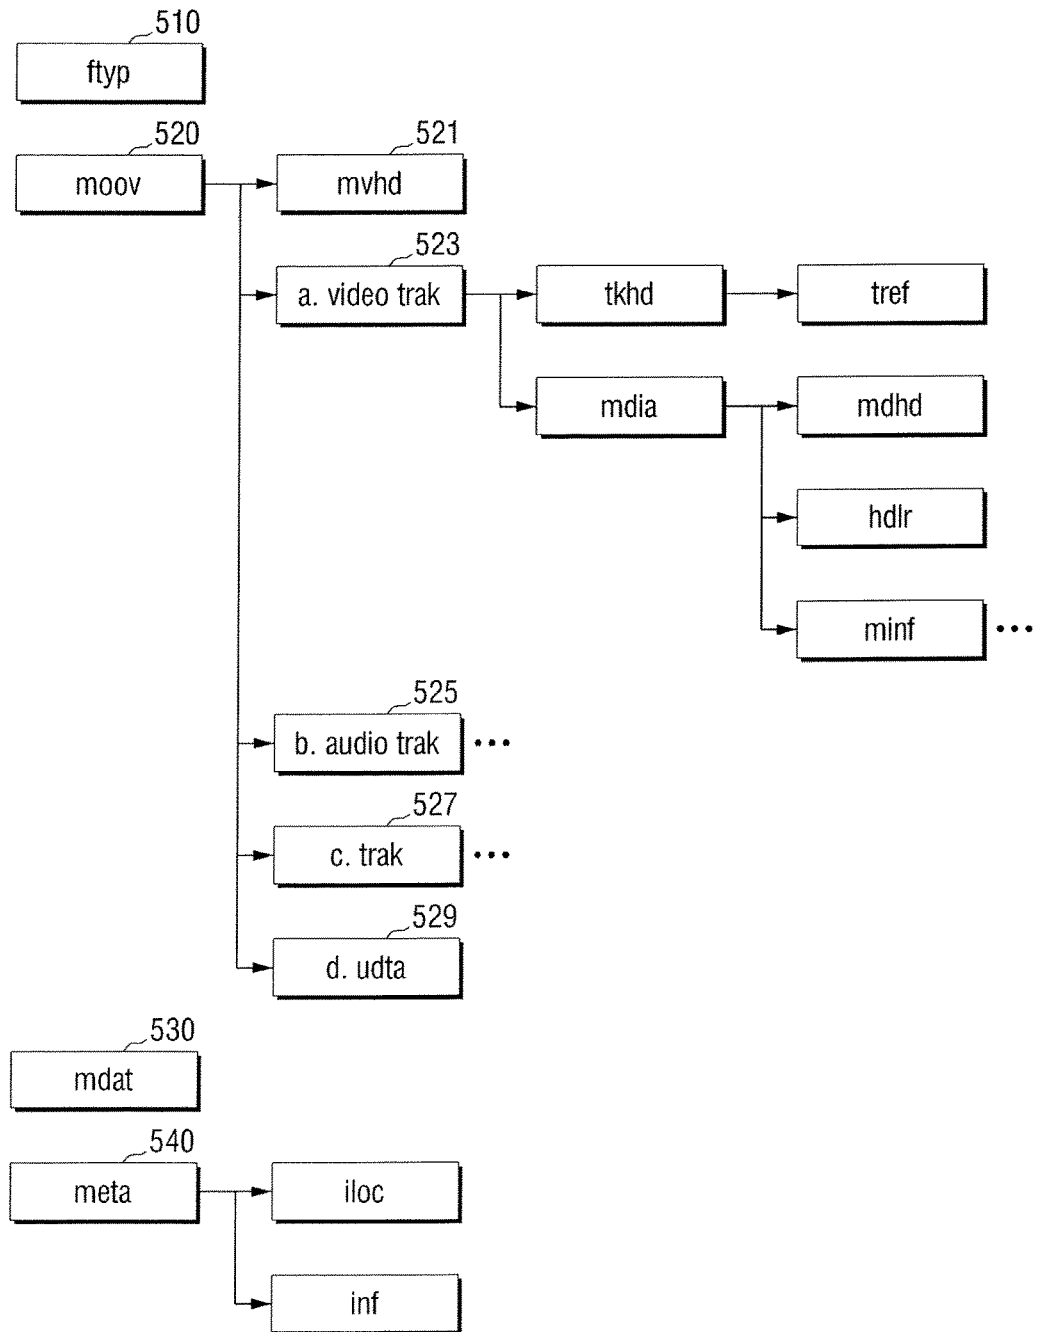 510
ftyp
520
moov
521
mvhd
523
a. video trak
tkhd
tref
mdia
mdhd
hdlr
minf
•••
525
b. audio trak
•••
527
c. trak
•••
529
d. udta
530
mdat
540
meta
iloc
inf